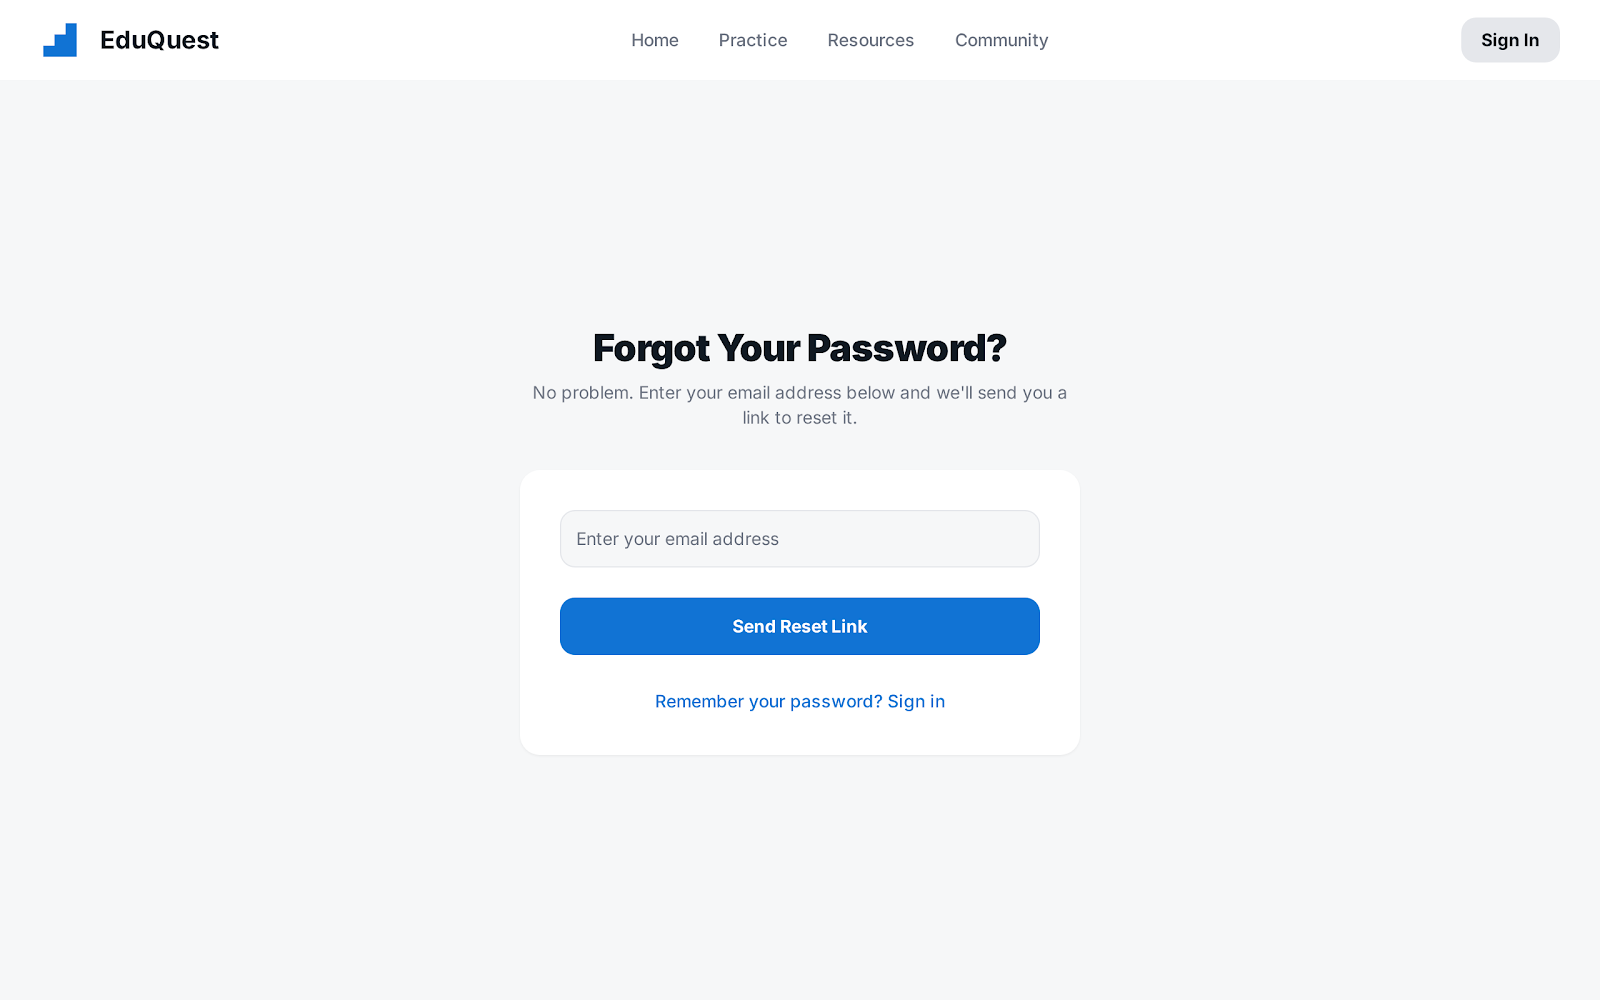 EduQuest
Home
Practice
Resources
Community
Sign In
Forgot Your Password?
No problem. Enter your email address below and we'll send you a
link to reset it.
Enter your email address
Send Reset Link
Remember your password? Sign in